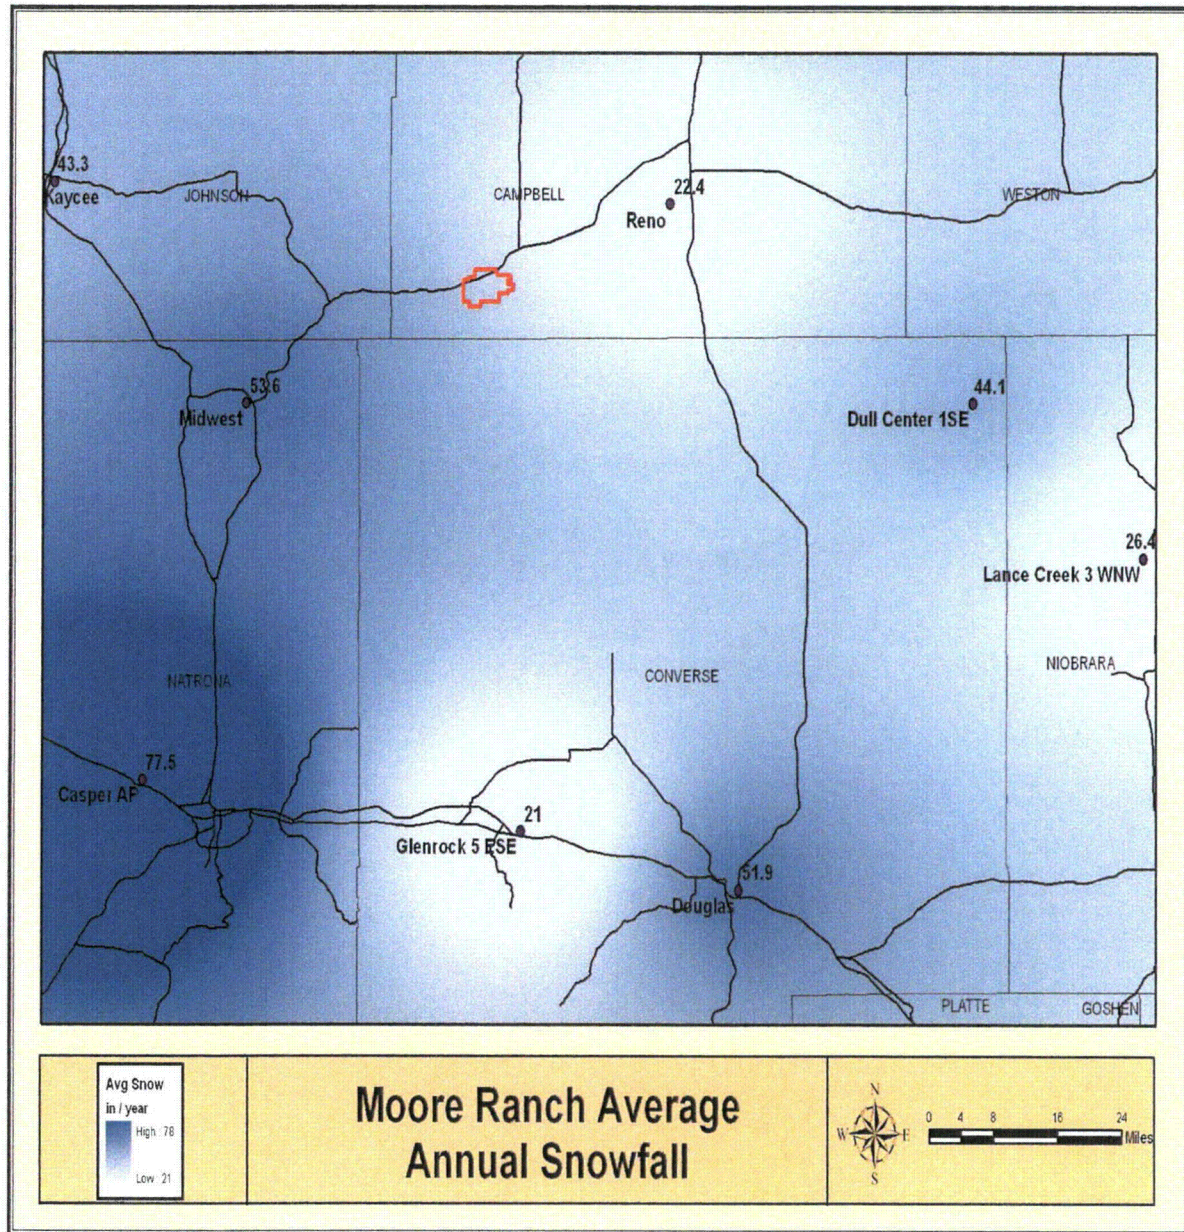 43.3
Kaycee
JOHNSON
CAMPBELL
22.4
Reno
WESTON
53.6
Midwest
44.1
Dull Center 1SE
26.4
Lance Creek 3 WNW
NATRONA
CONVERSE
NIOBRARA
77.5
Casper AP
21
Glenrock 5 ESE
51.9
Douglas
PLATTE
GOSHEN
Avg Snow
in / year
High : 78
Low : 21
Moore Ranch Average
Annual Snowfall
N
W E
S
0 4 8 16 24
Miles